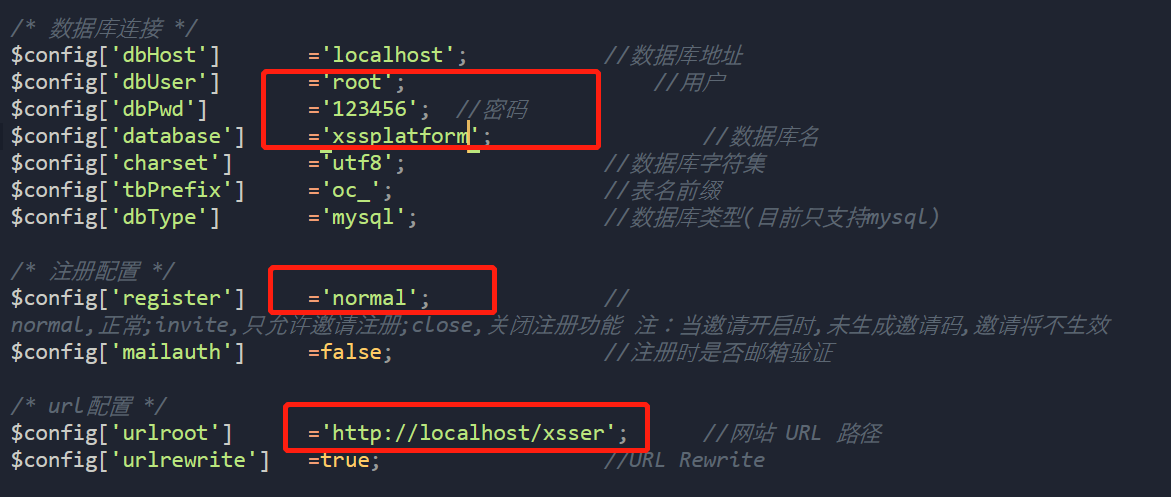 /* 数据库连接 */
$config['dbHost'] ='localhost'; //数据库地址
$config['dbUser'] ='root'; //用户
$config['dbPwd'] ='123456'; //密码
$config['database'] ='xssplatform'; //数据库名
$config['charset'] ='utf8'; //数据库字符集
$config['tbPrefix'] ='oc_'; //表名前缀
$config['dbType'] ='mysql'; //数据库类型(目前只支持mysql)
/* 注册配置 */
$config['register'] ='normal'; //
normal,正常;invite,只允许邀请注册;close,关闭注册功能 注：当邀请开启时,未生成邀请码,邀请将不生效
$config['mailauth'] =false; //注册时是否邮箱验证
/* url配置 */
$config['urlroot'] ='http://localhost/xsser'; //网站 URL 路径
$config['urlrewrite'] =true; //URL Rewrite